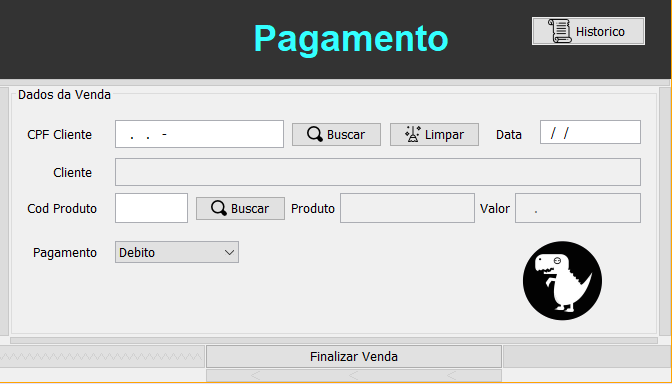 Pagamento
Historico
Dados da Venda
CPF Cliente . . - Buscar Limpar Data / /
Cliente
Cod Produto Buscar Produto Valor .
Pagamento Debito
Finalizar Venda